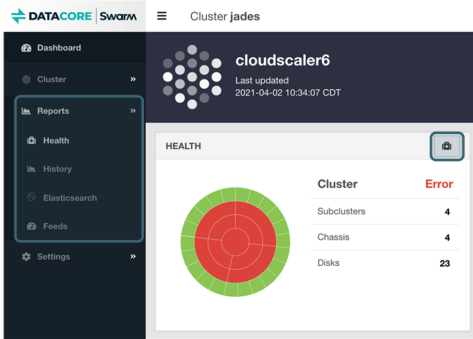 DATACORE Swarm
Cluster jades
Dashboard
Cluster
Reports
Health
History
Elasticsearch
Feeds
Settings
cloudscaler6
Last updated
2021-04-02 10:34:07 CDT
HEALTH
Cluster Error
Subclusters 4
Chassis 4
Disks 23